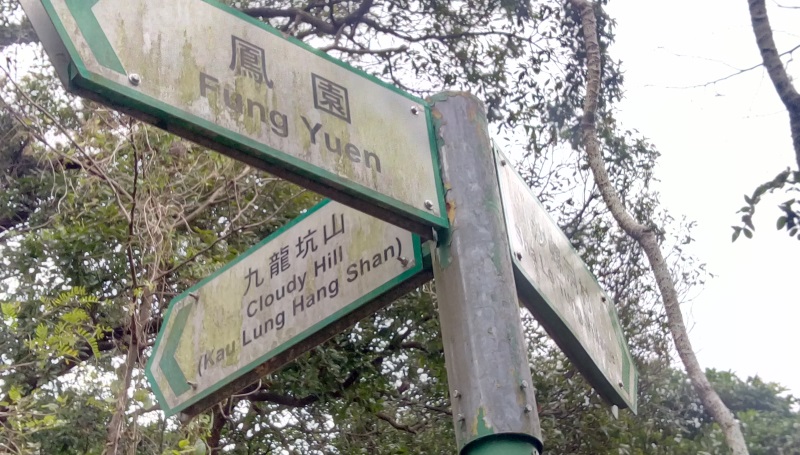 鳳園
Fung Yuen
九龍坑山
Cloudy Hill
(Kau Lung Hang Shan)